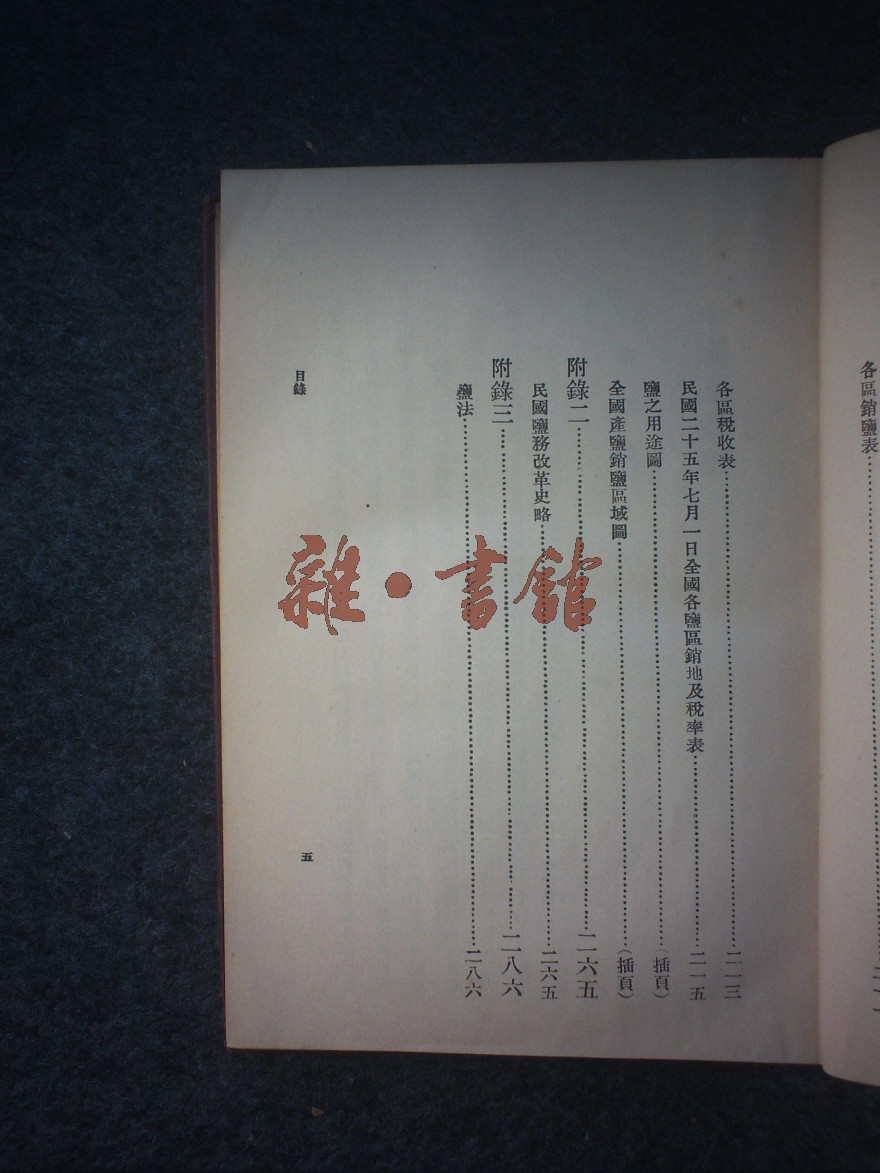 各區銷鹽表
各區稅收表……二一三
民國二十五年七月一日全國各鹽區銷地及稅率表……二一五
鹽之用途圖……（插頁）
全國產鹽銷鹽區域圖……（插頁）
附錄二……二六五
民國鹽務改革史略……二六五
附錄三……二八六
鹽法……二八六
目錄
五
雜·書館